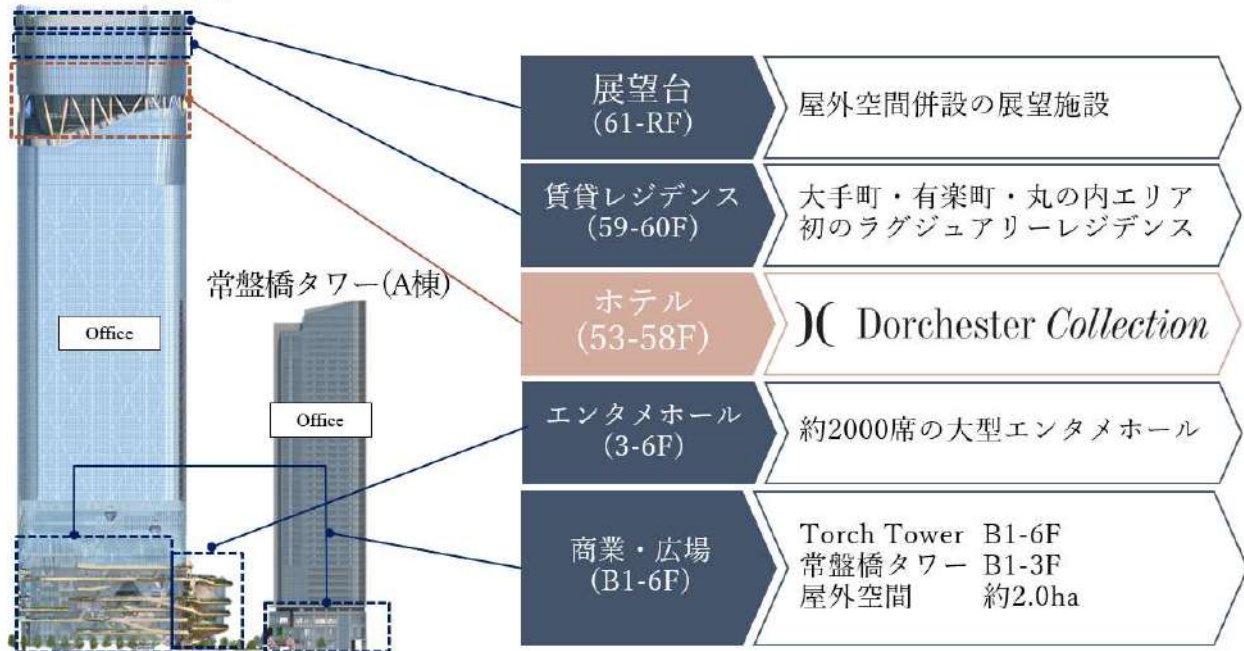 展望台
(61-RF)
屋外空間併設の展望施設
賃貸レジデンス
(59-60F)
大手町・有楽町・丸の内エリア
初のラグジュアリーレジデンス
常盤橋タワー(A棟)
ホテル
(53-58F)
Dorchester Collection
Office
Office
エンタメホール
(3-6F)
約2000席の大型エンタメホール
商業・広場
(B1-6F)
Torch Tower B1-6F
常盤橋タワー B1-3F
屋外空間 約2.0ha